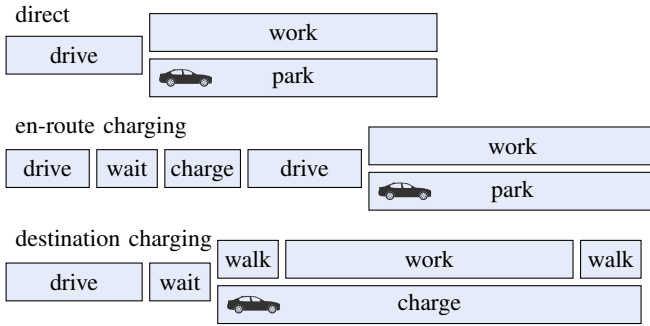 direct
drive
work
park
en-route charging
drive wait charge drive
work
park
destination charging
drive wait
walk work walk
charge